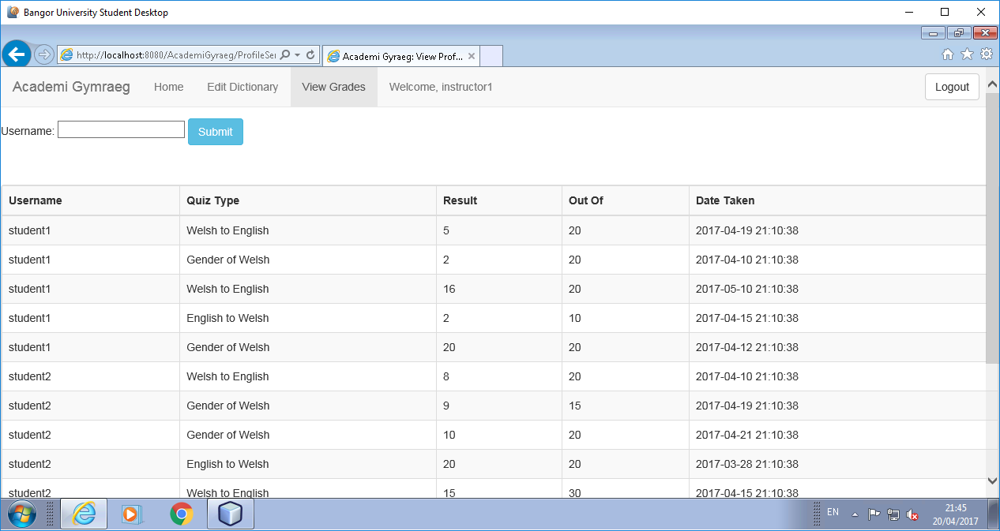 Bangor University Student Desktop
http://localhost:8080/AcademiGyraeg/ProfileSer
Academi Gyraeg: View Prof...
Academi Gymraeg Home Edit Dictionary View Grades Welcome, instructor1 Logout
Username: Submit
Username Quiz Type Result Out Of Date Taken
student1 Welsh to English 5 20 2017-04-19 21:10:38
student1 Gender of Welsh 2 20 2017-04-10 21:10:38
student1 Welsh to English 16 20 2017-05-10 21:10:38
student1 English to Welsh 2 10 2017-04-15 21:10:38
student1 Gender of Welsh 20 20 2017-04-12 21:10:38
student2 Welsh to English 8 20 2017-04-10 21:10:38
student2 Gender of Welsh 9 15 2017-04-19 21:10:38
student2 Gender of Welsh 10 20 2017-04-21 21:10:38
student2 English to Welsh 20 20 2017-03-28 21:10:38
student2 Welsh to English 15 30 2017-04-15 21:10:38
EN 21:45
20/04/2017